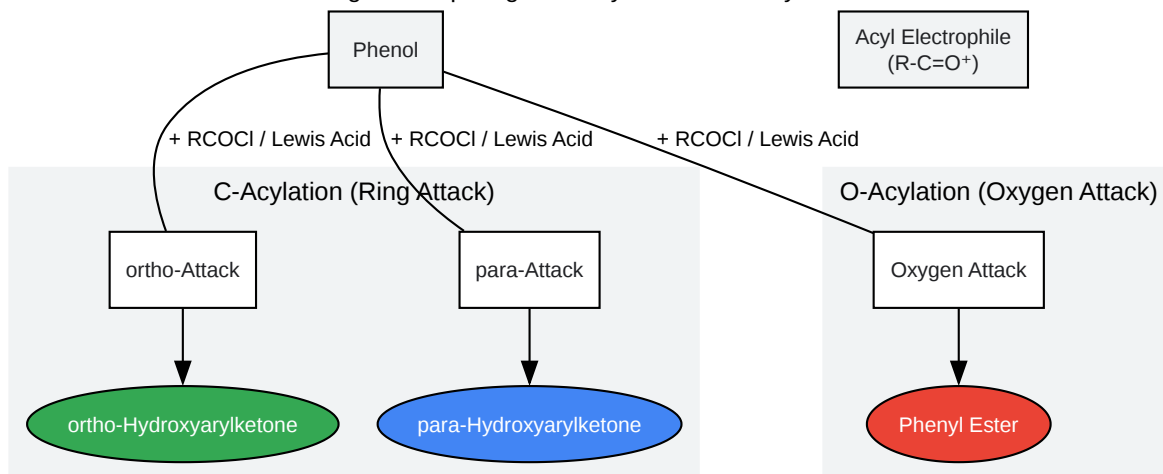 Phenol
Acyl Electrophile
(R-C=O⁺)
+ RCOCl / Lewis Acid
+ RCOCl / Lewis Acid
+ RCOCl / Lewis Acid
C-Acylation (Ring Attack)
O-Acylation (Oxygen Attack)
ortho-Attack
para-Attack
Oxygen Attack
ortho-Hydroxyarylketone
para-Hydroxyarylketone
Phenyl Ester